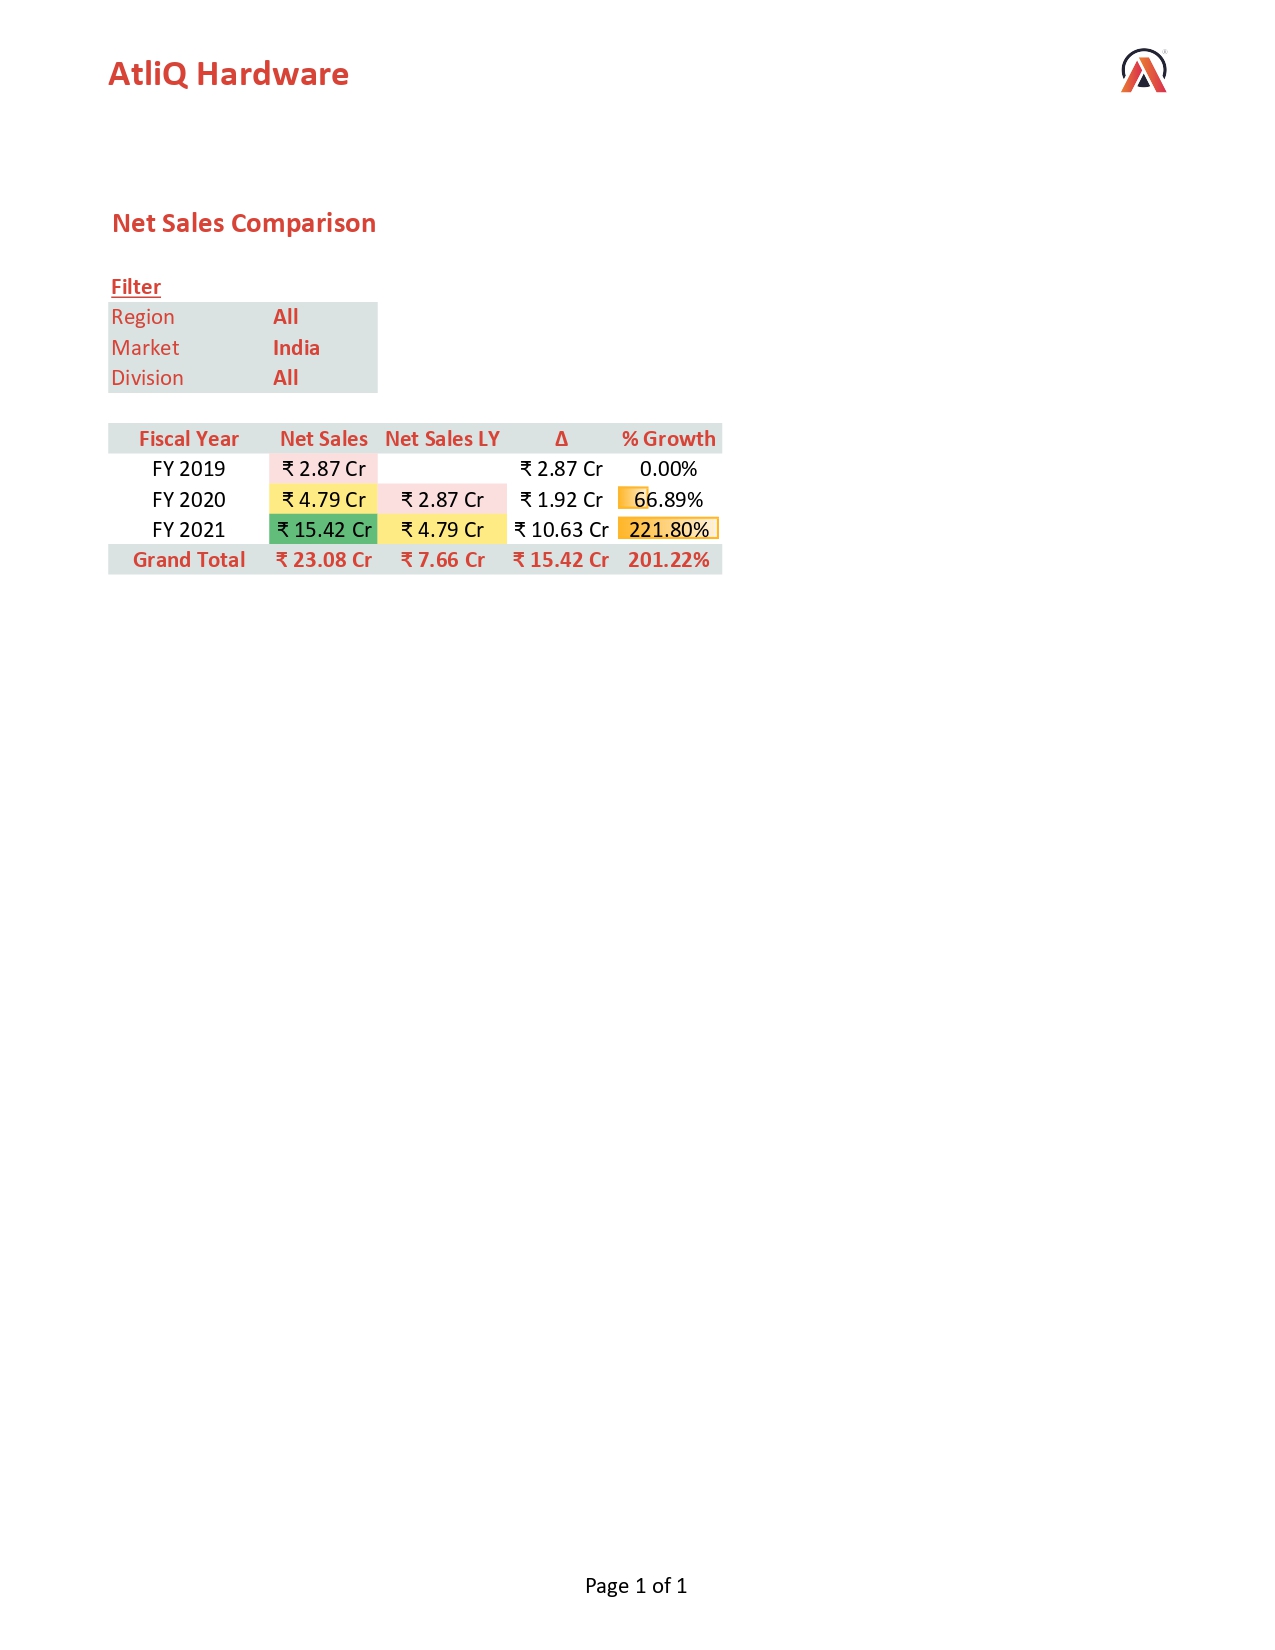 AtliQ Hardware
Net Sales Comparison
Filter
Region All
Market India
Division All
Fiscal Year Net Sales Net Sales LY Δ % Growth
FY 2019 ₹ 2.87 Cr ₹ 2.87 Cr 0.00%
FY 2020 ₹ 4.79 Cr ₹ 2.87 Cr ₹ 1.92 Cr 66.89%
FY 2021 ₹ 15.42 Cr ₹ 4.79 Cr ₹ 10.63 Cr 221.80%
Grand Total ₹ 23.08 Cr ₹ 7.66 Cr ₹ 15.42 Cr 201.22%
Page 1 of 1